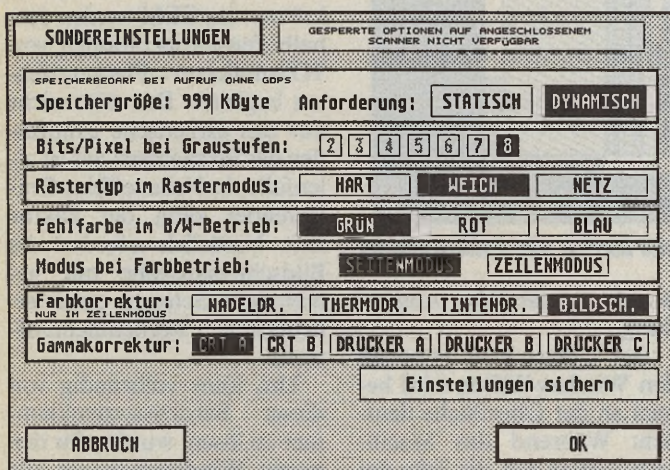 SONDEREINSTELLUNGEN
GESPERRTE OPTIONEN AUF ANGESCHLOSSENEM
SCANNER NICHT VERFÜGBAR
SPEICHERBEDARF BEI AUFRUF OHNE GDPS
Speichergröße: 999 KByte Anforderung: STATISCH DYNAMISCH
Bits/Pixel bei Graustufen: 2 3 4 5 6 7 8
Rastertyp im Rastermodus: HART WEICH NETZ
Fehlfarbe im B/W-Betrieb: GRÜN ROT BLAU
Modus bei Farbbetrieb: SEITENMODUS ZEILENMODUS
Farbkorrektur: NADELDR. THERMODR. TINTENDR. BILDSCH.
NUR IM ZEILENMODUS
Gammakorrektur: CRT A CRT B DRUCKER A DRUCKER B DRUCKER C
Einstellungen sichern
ABBRUCH OK